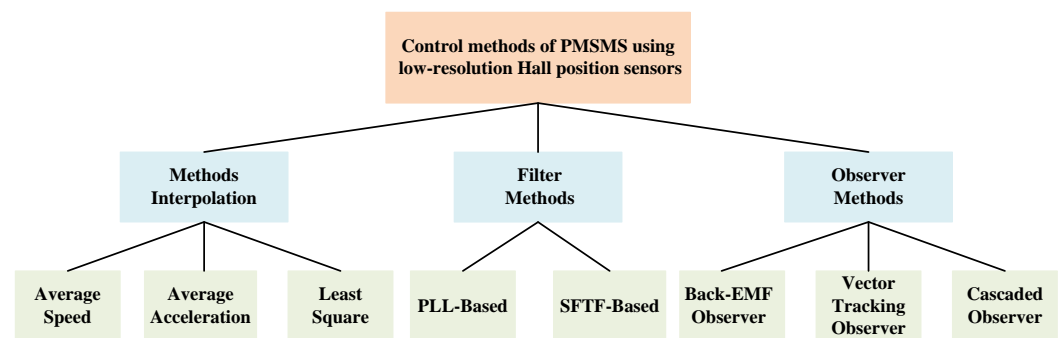 Control methods of PMSMS using
low-resolution Hall position sensors
Methods
Interpolation
Filter
Methods
Observer
Methods
Average
Speed
Average
Acceleration
Least
Square
PLL-Based
SFTF-Based
Back-EMF
Observer
Vector
Tracking
Observer
Cascaded
Observer